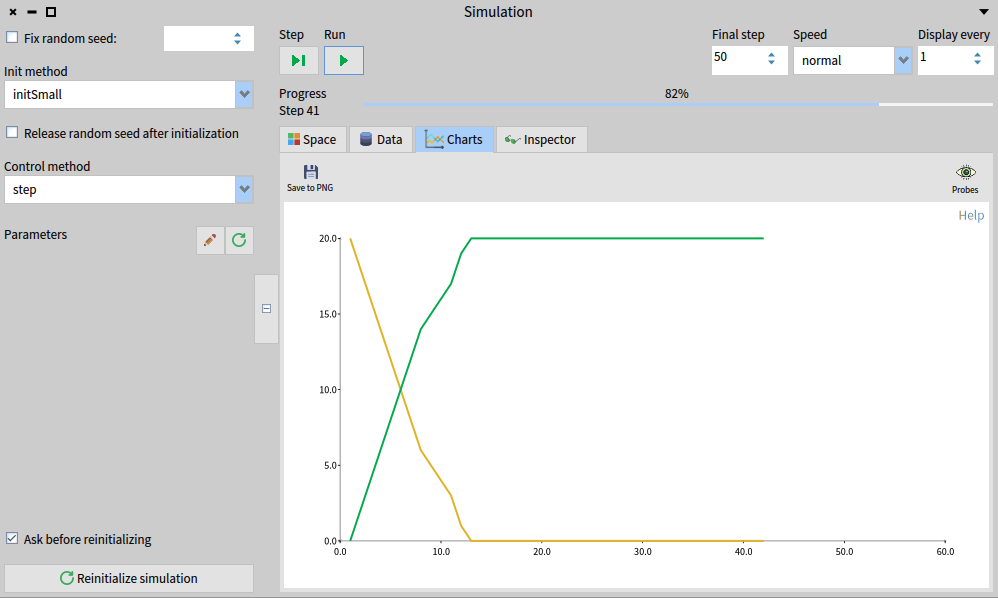 Simulation
Fix random seed:
Init method
initSmall
Release random seed after initialization
Control method
step
Parameters
Ask before reinitializing
Reinitialize simulation
Step Run
Final step Speed Display every
50 normal 1
Progress 82%
Step 41
Space Data Charts Inspector
Save to PNG Probes
Help
20.0
15.0
10.0
5.0
0.0
0.0 10.0 20.0 30.0 40.0 50.0 60.0